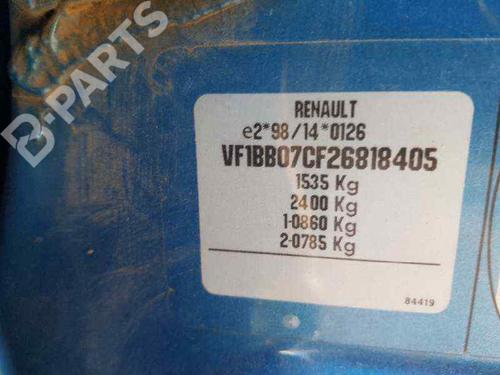 B-PARTS
RENAULT
e2*98/14*0126
VF1BB07CF26818405
1535 Kg
2400 Kg
1-0860 Kg
2-0785 Kg
84419